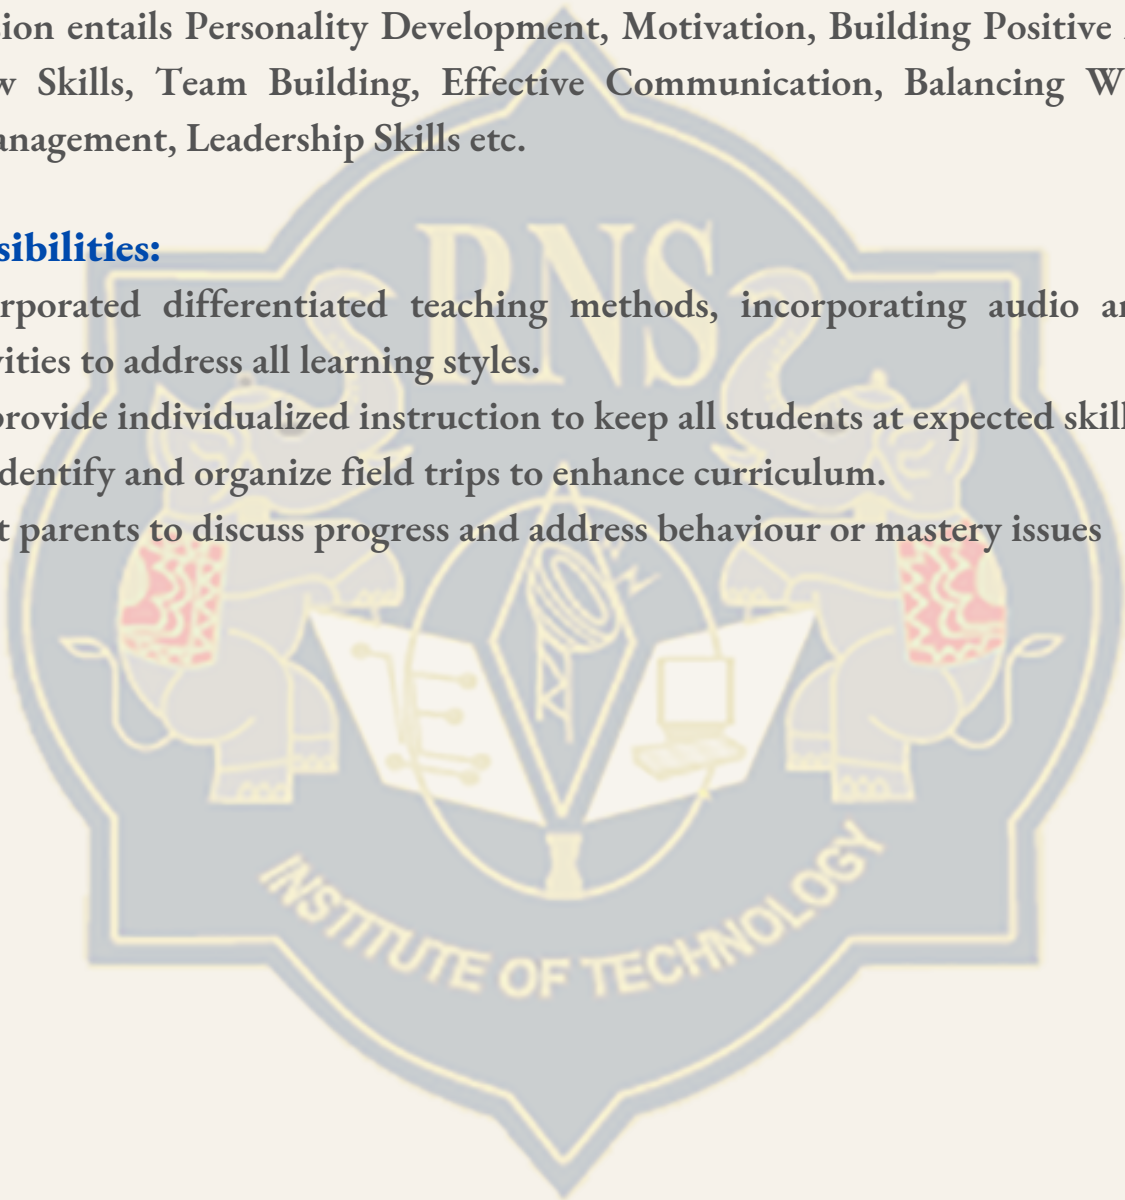 sion entails Personality Development, Motivation, Building Positive
w Skills, Team Building, Effective Communication, Balancing W
anagement, Leadership Skills etc.
sibilities:
rporated differentiated teaching methods, incorporating audio ar
vities to address all learning styles.
provide individualized instruction to keep all students at expected skill
dentify and organize field trips to enhance curriculum.
t parents to discuss progress and address behaviour or mastery issues
RNS
INSTITUTE OF TECHNOLOGY